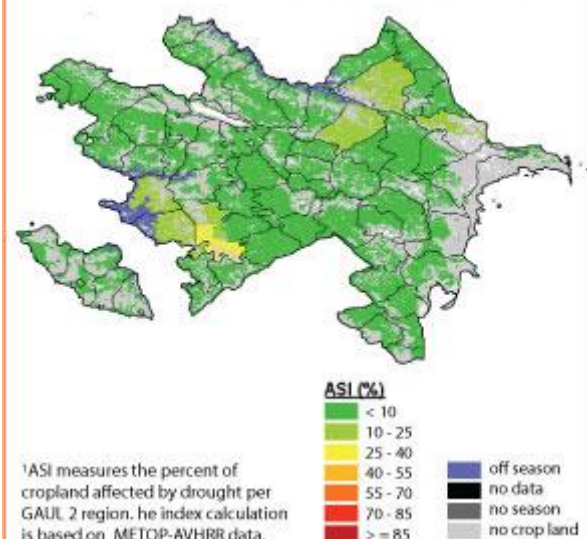 ASI (%)
< 10
10 - 25
25 - 40
40 - 55
55 - 70
70 - 85
> = 85
off season
no data
no season
no crop land
¹ASI measures the percent of
cropland affected by drought per
GAUL 2 region. he index calculation
is based on METOP-AVHRR data.